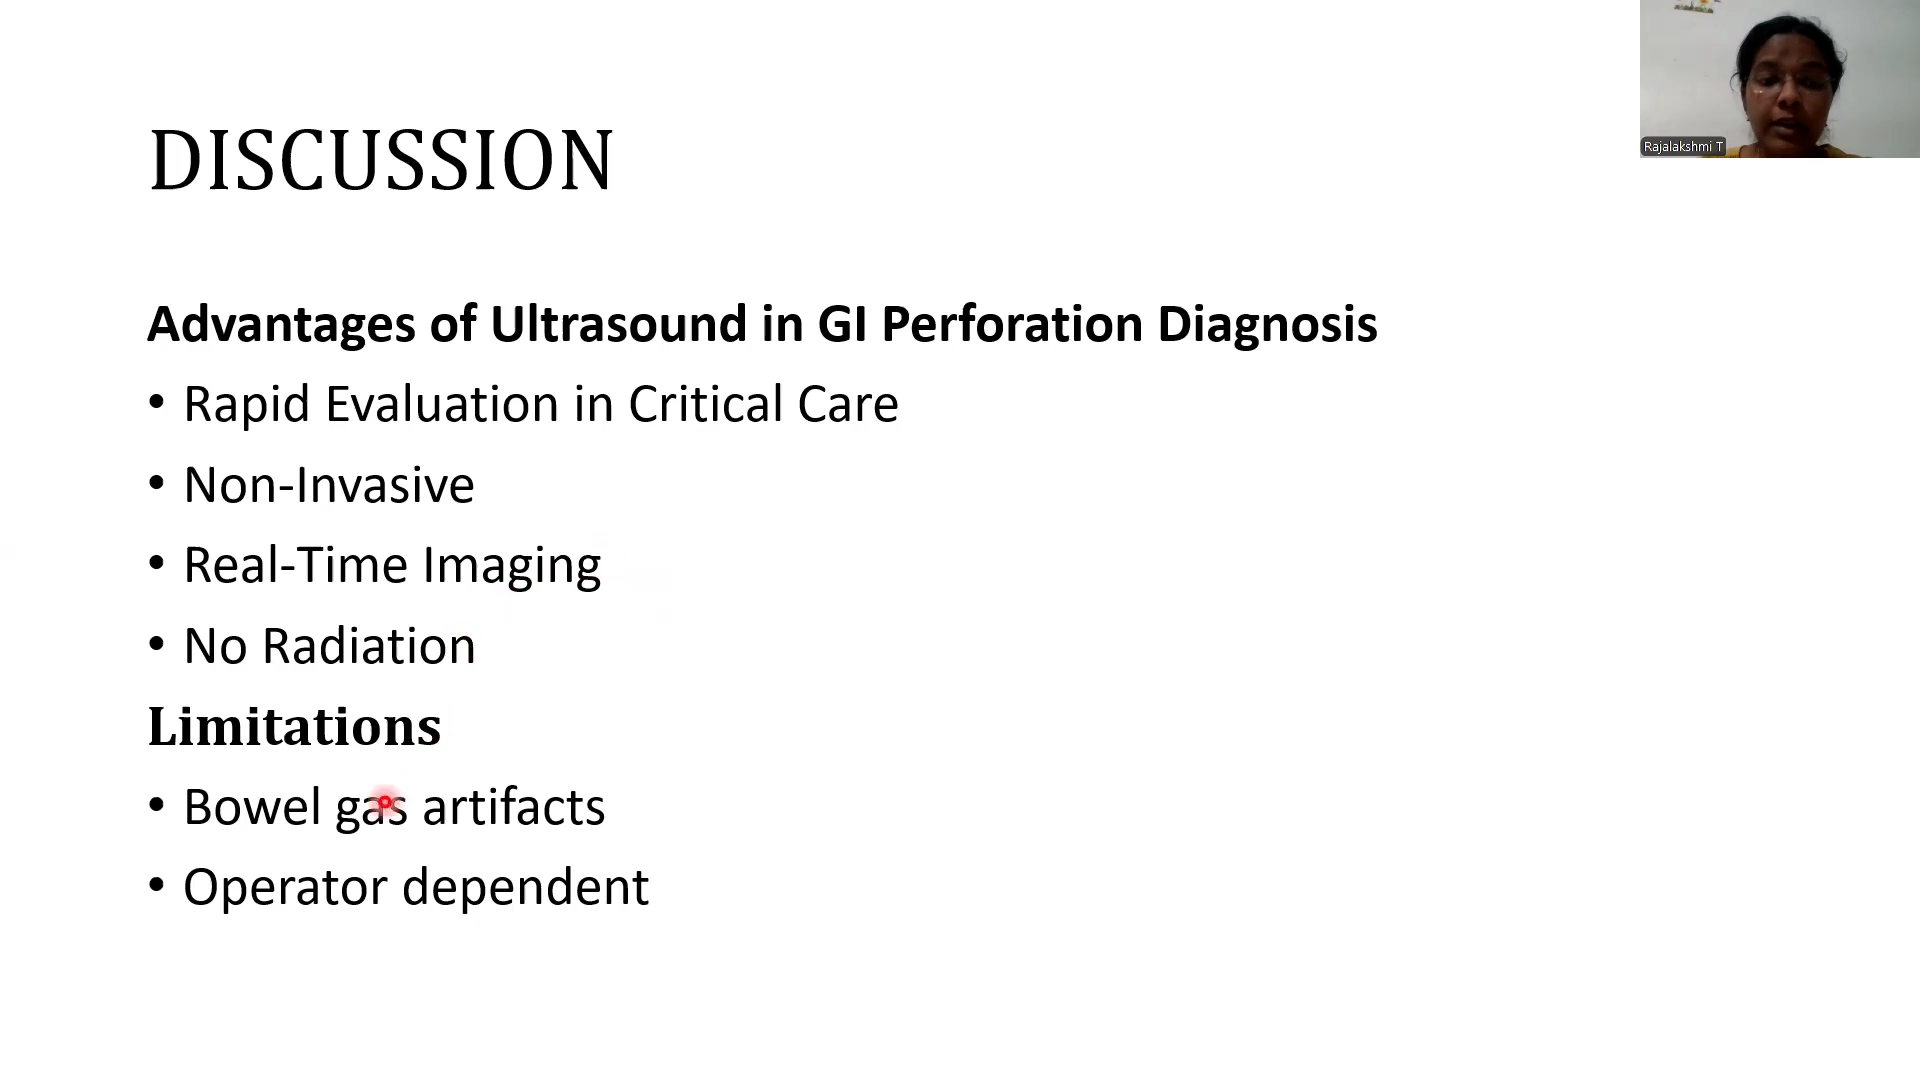 Rajalakshmi T
DISCUSSION
Advantages of Ultrasound in GI Perforation Diagnosis
• Rapid Evaluation in Critical Care
• Non-Invasive
• Real-Time Imaging
• No Radiation
Limitations
• Bowel gas artifacts
• Operator dependent